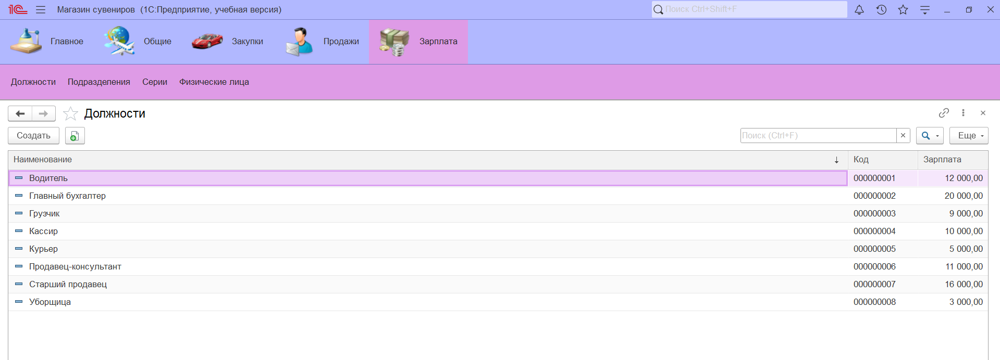 1С Магазин сувениров (1С:Предприятие, учебная версия) Поиск Ctrl+Shift+F
Главное Общие Закупки Продажи Зарплата
Должности Подразделения Серии Физические лица
Должности
Создать Поиск (Ctrl+F) Еще
Наименование Код Зарплата
Водитель 000000001 12 000,00
Главный бухгалтер 000000002 20 000,00
Грузчик 000000003 9 000,00
Кассир 000000004 10 000,00
Курьер 000000005 5 000,00
Продавец-консультант 000000006 11 000,00
Старший продавец 000000007 16 000,00
Уборщица 000000008 3 000,00